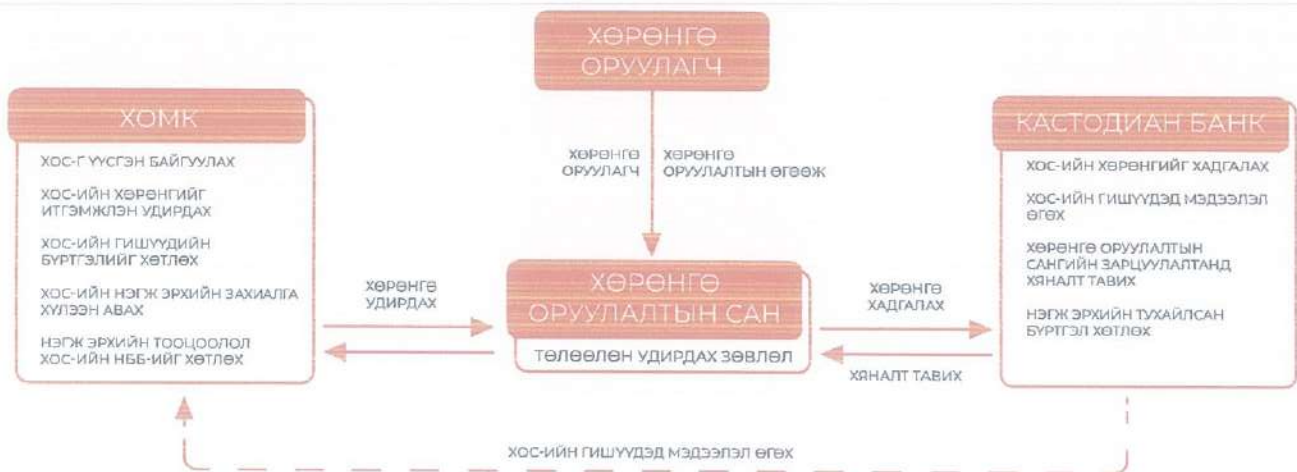 ХӨРӨНГӨ
ОРУУЛАГЧ
ХОМК
ХОС-Г ҮҮСГЭН БАЙГУУЛАХ
ХОС-ИЙН ХӨРӨНГИЙГ
ИТГЭМЖЛЭН УДИРДАХ
ХОС-ИЙН ГИШҮҮДИЙН
БҮРТГЭЛИЙГ ХӨТЛӨХ
ХОС-ИЙН НЭГЖ ЭРХИЙН ЗАХИАЛГА
ХҮЛЭЭН АВАХ
НЭГЖ ЭРХИЙН ТООЦООЛОЛ
ХОС-ИЙН НББ-ИЙГ ХӨТЛӨХ
ХӨРӨНГӨ
ОРУУЛАГЧ
ХӨРӨНГӨ
ОРУУЛАЛТЫН ӨГӨӨЖ
ХӨРӨНГӨ
УДИРДАХ
ХӨРӨНГӨ
ОРУУЛАЛТЫН САН
ТӨЛӨӨЛӨН УДИРДАХ ЗӨВЛӨЛ
ХӨРӨНГӨ
ХАДГАЛАХ
ХЯНАЛТ ТАВИХ
КАСТОДИАН БАНК
ХОС-ИЙН ХӨРӨНГИЙГ ХАДГАЛАХ
ХОС-ИЙН ГИШҮҮДЭД МЭДЭЭЛЭЛ
ӨГӨХ
ХӨРӨНГӨ ОРУУЛАЛТЫН
САНГИЙН ЗАРЦУУЛАЛТАНД
ХЯНАЛТ ТАВИХ
НЭГЖ ЭРХИЙН ТУХАЙЛСАН
БҮРТГЭЛ ХӨТЛӨХ
ХОС-ИЙН ГИШҮҮДЭД МЭДЭЭЛЭЛ ӨГӨХ